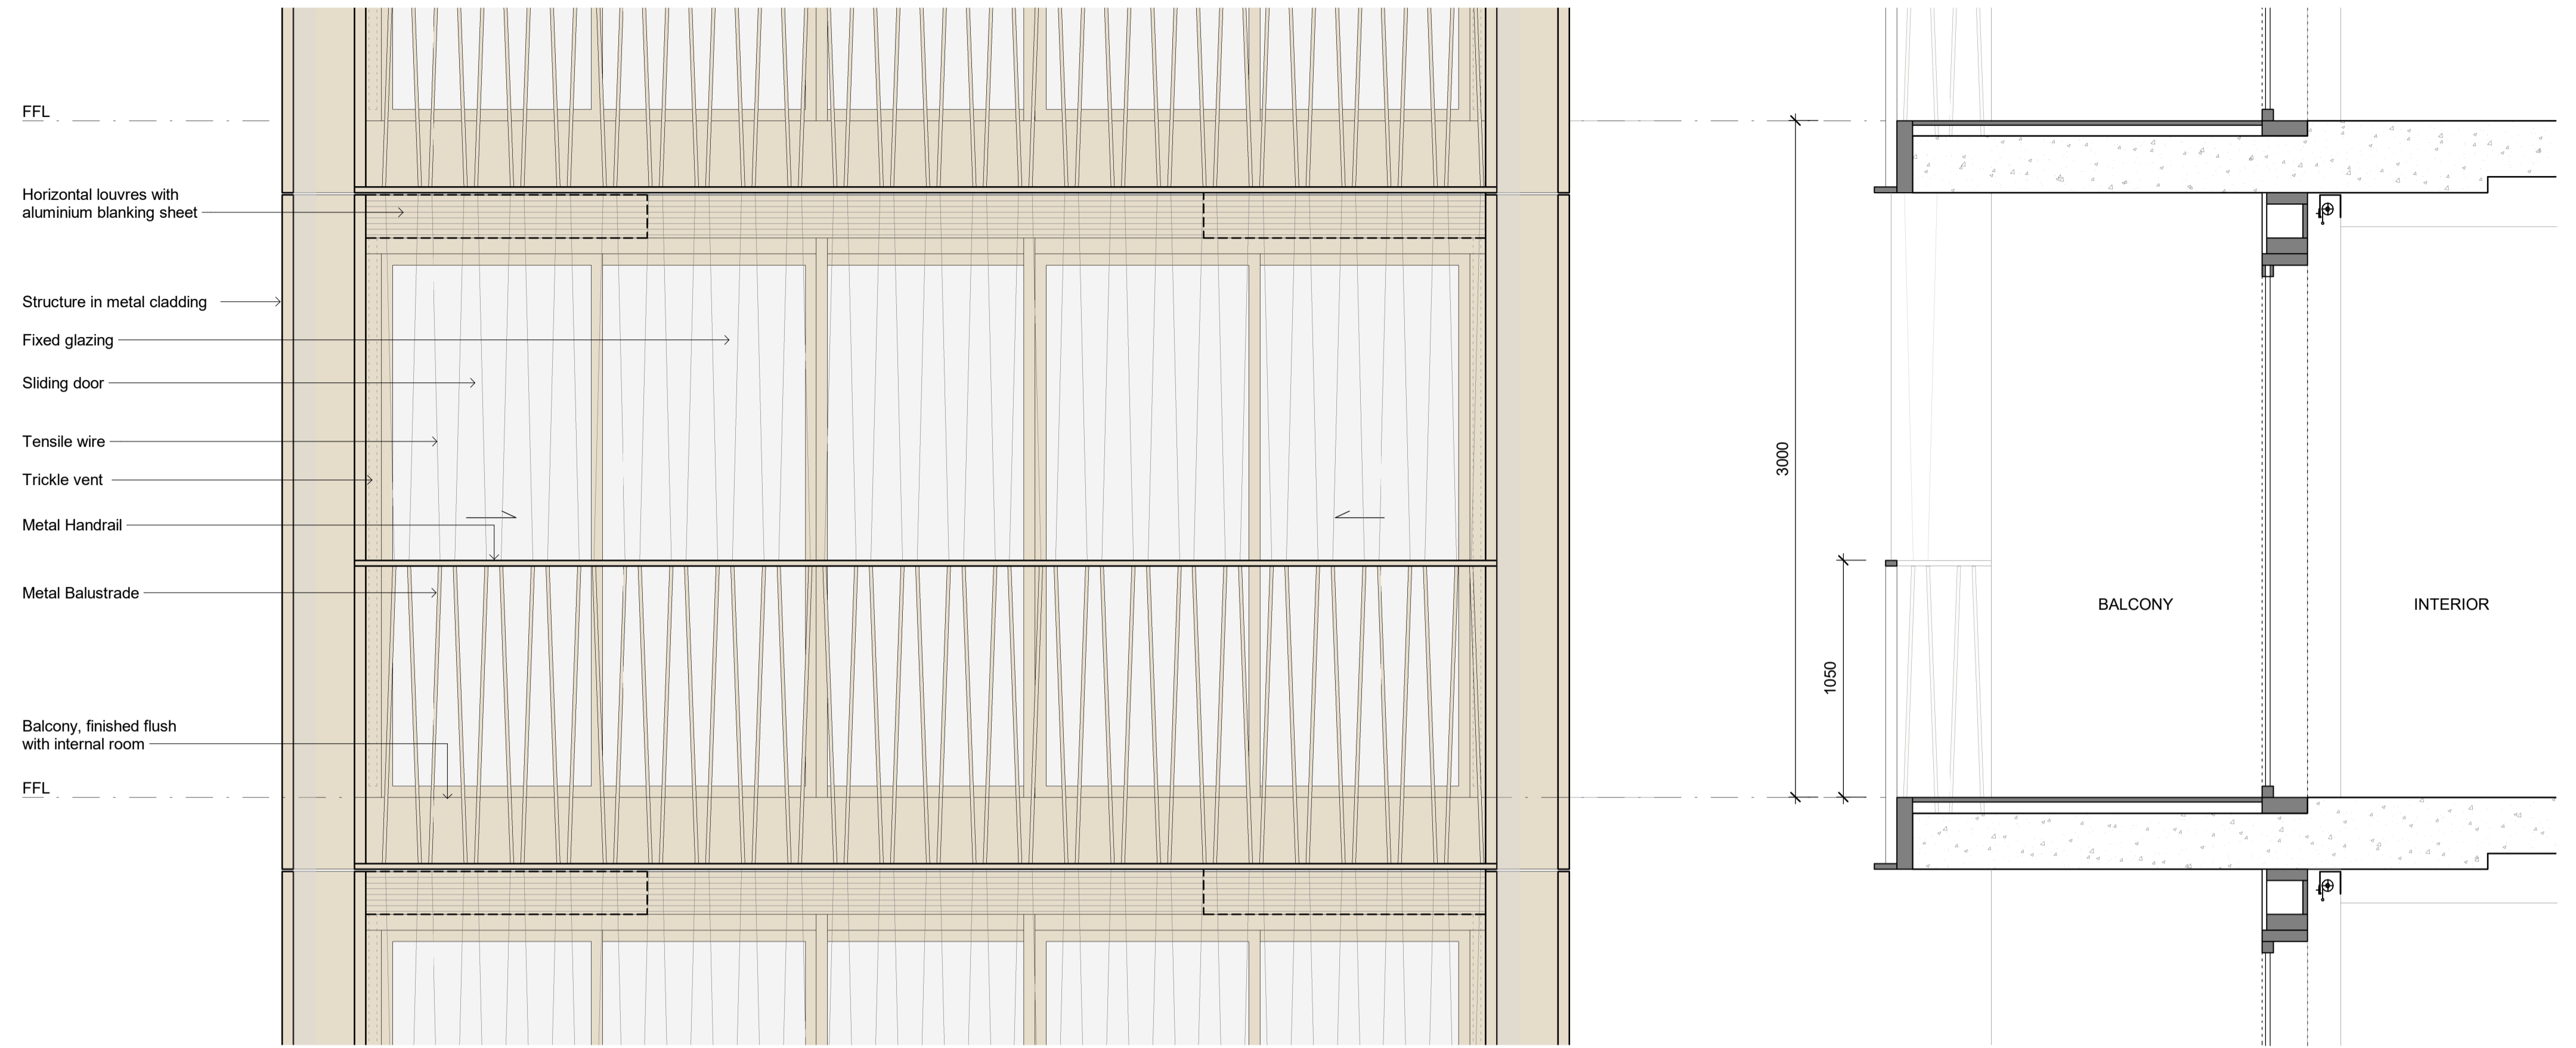 FFL
Horizontal louvres with
aluminium blanking sheet
Structure in metal cladding
Fixed glazing
Sliding door
Tensile wire
Trickle vent
Metal Handrail
Metal Balustrade
Balcony, finished flush
with internal room
FFL
3000
1050
BALCONY
INTERIOR